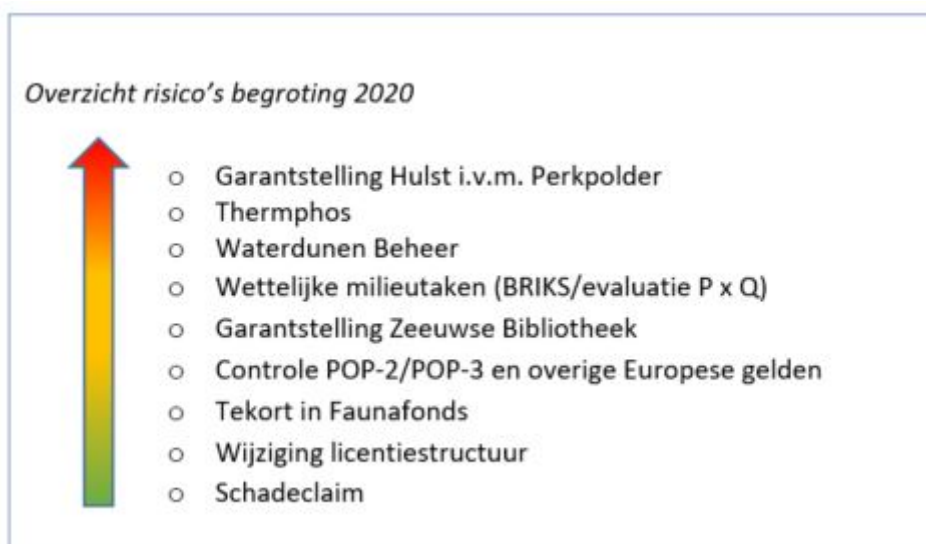 Overzicht risico's begroting 2020
o Garantstelling Hulst i.v.m. Perkpolder
o Thermphos
o Waterdunen Beheer
o Wettelijke milieutaken (BRIKS/evaluatie P x Q)
o Garantstelling Zeeuwse Bibliotheek
o Controle POP-2/POP-3 en overige Europese gelden
o Tekort in Faunafonds
o Wijziging licentiestructuur
o Schadeclaim